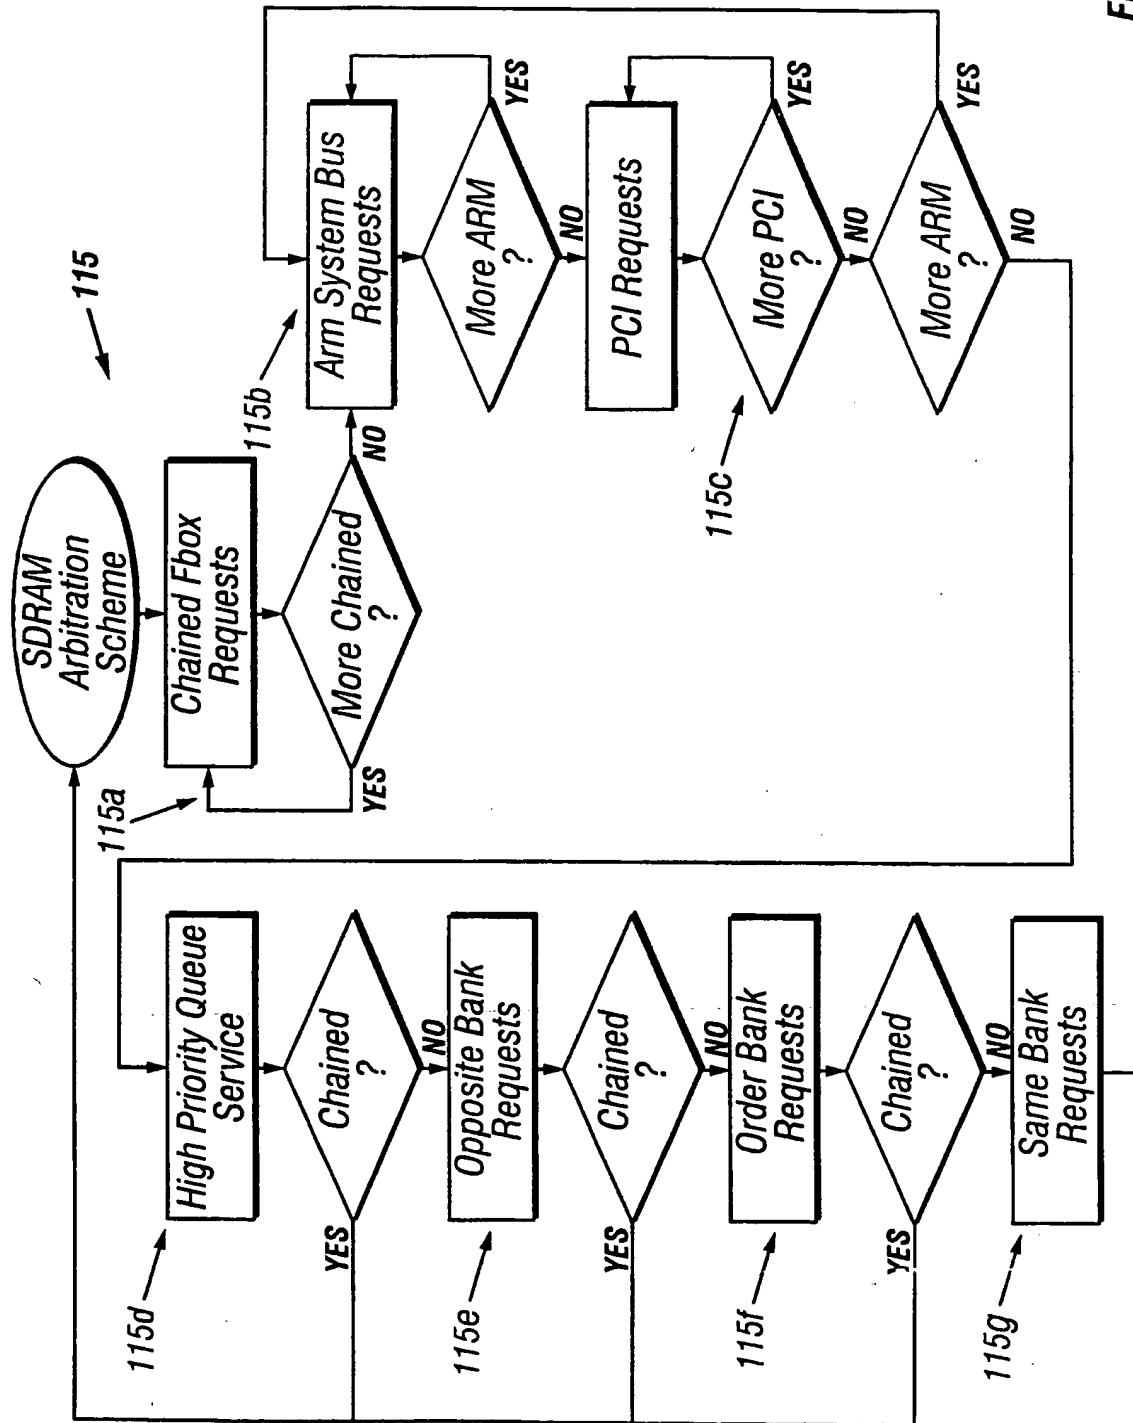 115
SDRAM
Arbitration
Scheme
115a
Chained Fbox
Requests
More Chained
?
YES
NO
115b
Arm System Bus
Requests
More ARM
?
YES
NO
PCI Requests
115c
More PCI
?
YES
NO
More ARM
?
YES
NO
115d
High Priority Queue
Service
Chained
?
YES
NO
115e
Opposite Bank
Requests
Chained
?
YES
NO
115f
Order Bank
Requests
Chained
?
YES
NO
115g
Same Bank
Requests